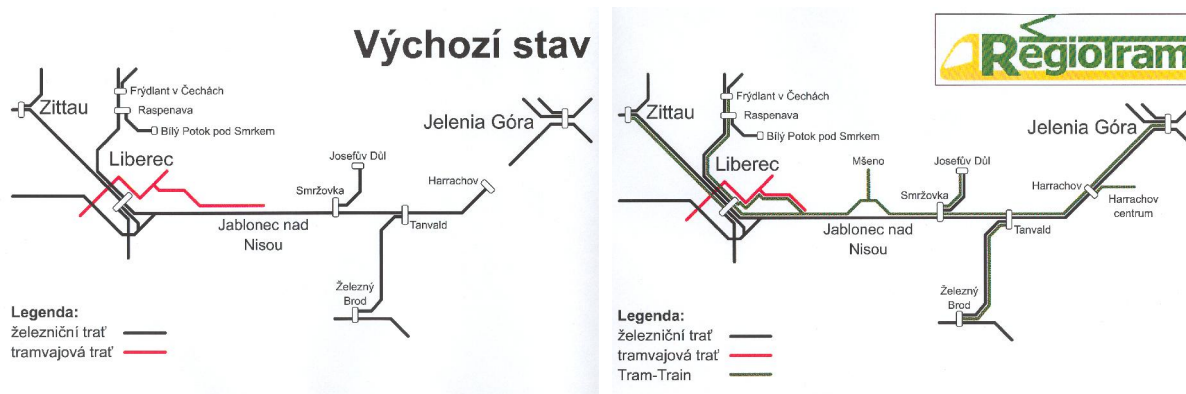 Výchozí stav
Frýdlant v Čechách
Zittau
Raspenava
Bílý Potok pod Smrkem
Jelenia Góra
Liberec
Josefův Důl
Smržovka
Harrachov
Jablonec nad
Nisou
Tanvald
Železný
Brod
Legenda:
železniční trať
tramvajová trať
RegioTram
Frýdlant v Čechách
Zittau
Raspenava
Bílý Potok pod Smrkem
Jelenia Góra
Liberec
Mšeno
Josefův Důl
Smržovka
Harrachov
Harrachov
centrum
Jablonec nad
Nisou
Tanvald
Železný
Brod
Legenda:
železniční trať
tramvajová trať
Tram-Train